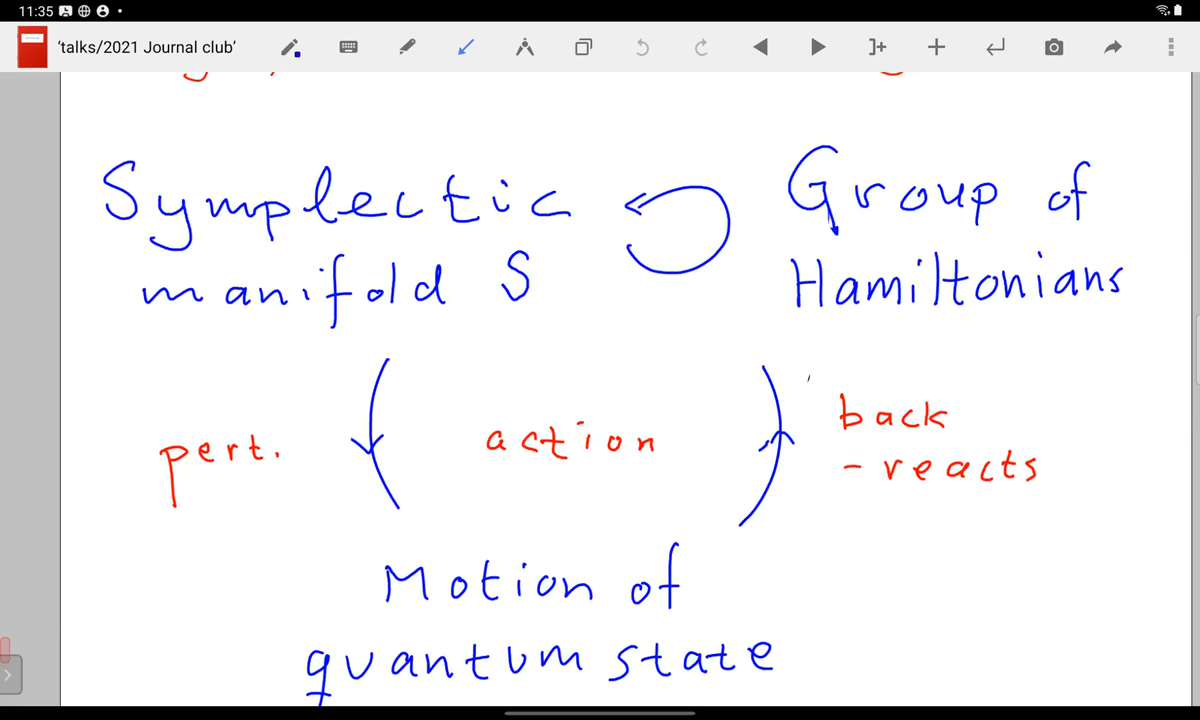 11:35
'talks/2021 Journal club'
Symplectic Group of
manifold S Hamiltonians
pert. action back
- reacts
Motion of
quantum state